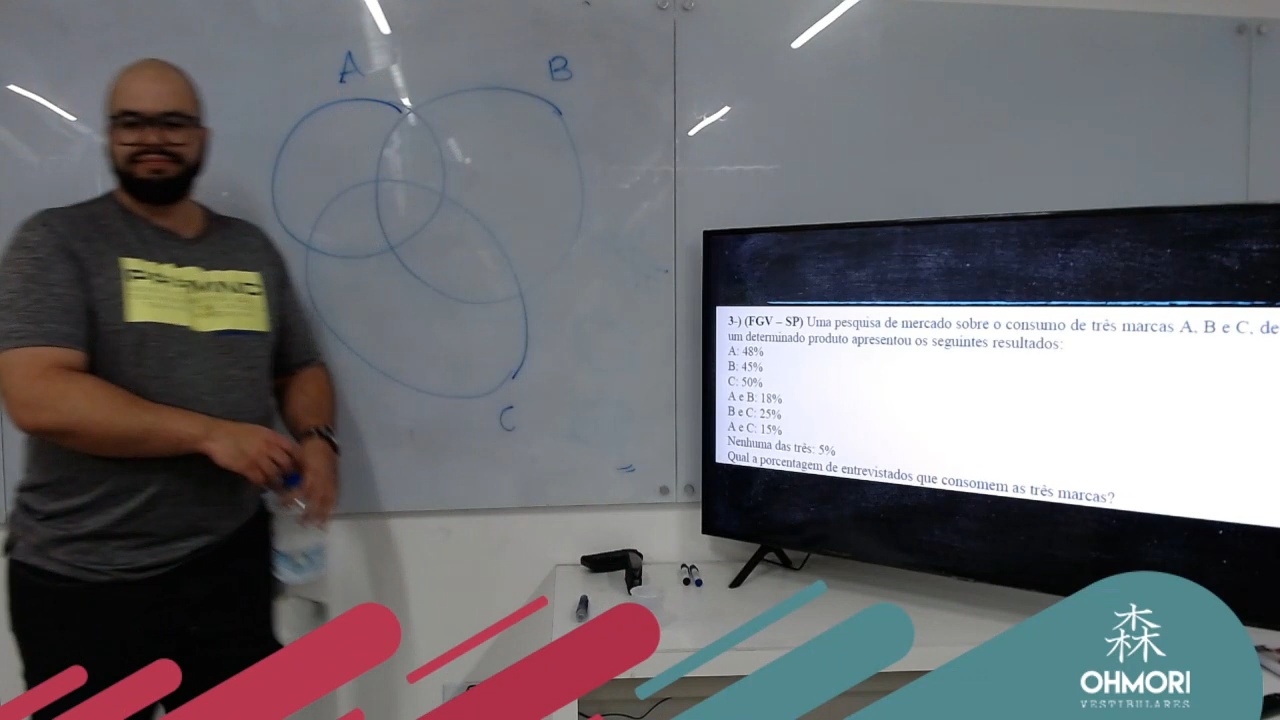 A
B
C
3-) (FGV – SP) Uma pesquisa de mercado sobre o consumo de três marcas A, B e C, de
um determinado produto apresentou os seguintes resultados:
A: 48%
B: 45%
C: 50%
A e B: 18%
B e C: 25%
A e C: 15%
Nenhuma das três: 5%
Qual a porcentagem de entrevistados que consomem as três marcas?
森
OHMORI
VESTIBULARES